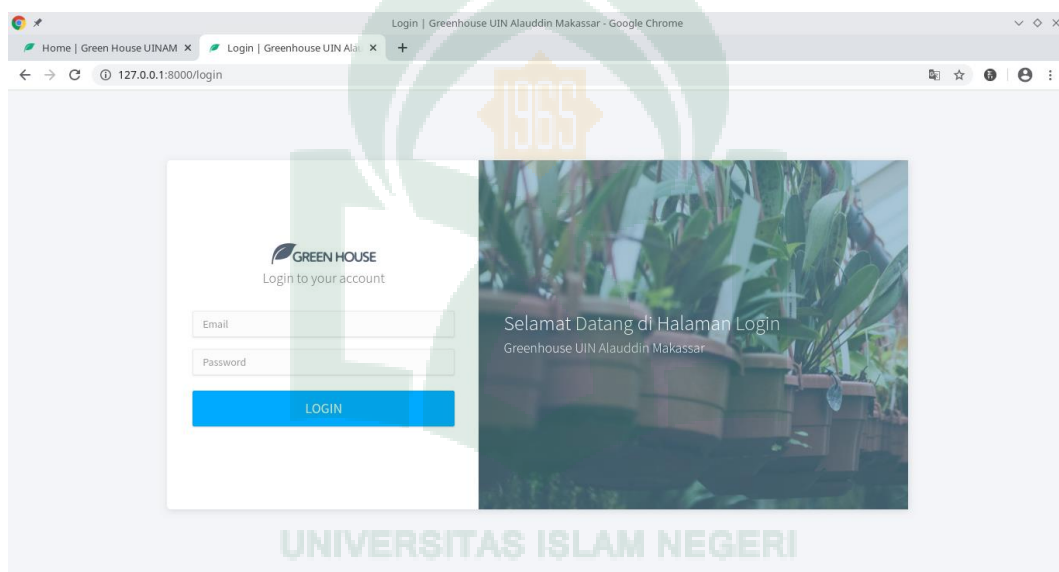 Login | Greenhouse UIN Alauddin Makassar - Google Chrome
Home | Green House UINAM
Login | Greenhouse UIN Ala
127.0.0.1:8000/login
1965
GREEN HOUSE
Login to your account
Email
Password
LOGIN
Selamat Datang di Halaman Login
Greenhouse UIN Alauddin Makassar
UNIVERSITAS ISLAM NEGERI